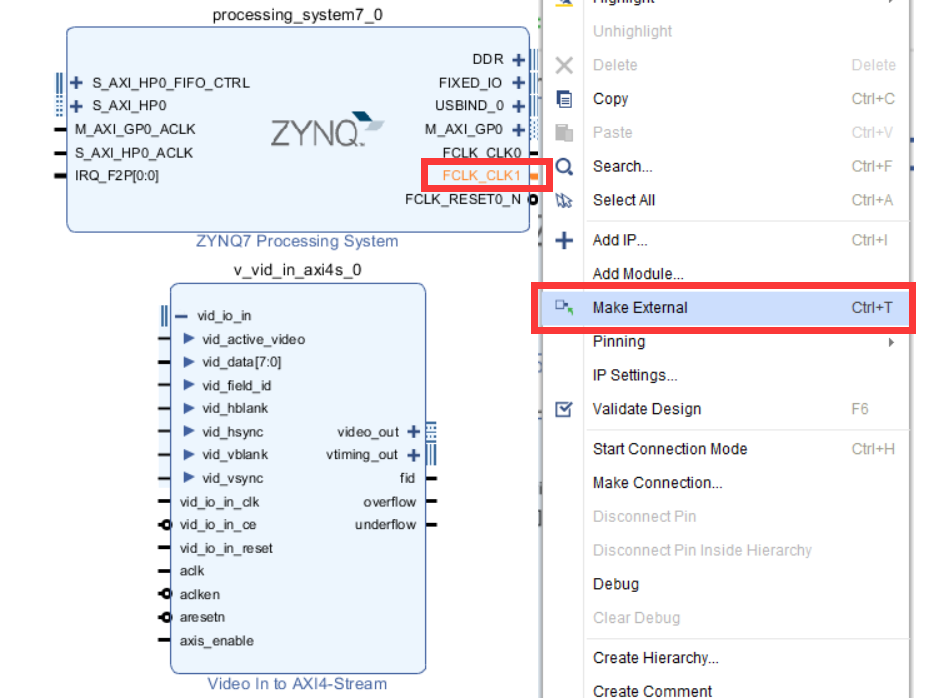 processing_system7_0
DDR
S_AXI_HP0_FIFO_CTRL
FIXED_IO
S_AXI_HP0
USBIND_0
M_AXI_GP0_ACLK
ZYNQ
M_AXI_GP0
S_AXI_HP0_ACLK
FCLK_CLK0
IRQ_F2P[0:0]
FCLK_CLK1
FCLK_RESET0_N
ZYNQ7 Processing System
v_vid_in_axi4s_0
vid_io_in
vid_active_video
vid_data[7:0]
vid_field_id
vid_hblank
vid_hsync
video_out
vid_vblank
vtiming_out
vid_vsync
fid
vid_io_in_clk
overflow
vid_io_in_ce
underflow
vid_io_in_reset
aclk
aclken
aresetn
axis_enable
Video In to AXI4-Stream
Highlight
Unhighlight
Delete Delete
Copy Ctrl+C
Paste Ctrl+V
Search... Ctrl+F
Select All Ctrl+A
Add IP... Ctrl+I
Add Module...
Make External Ctrl+T
Pinning
IP Settings...
Validate Design F6
Start Connection Mode Ctrl+H
Make Connection...
Disconnect Pin
Disconnect Pin Inside Hierarchy
Debug
Clear Debug
Create Hierarchy...
Create Comment